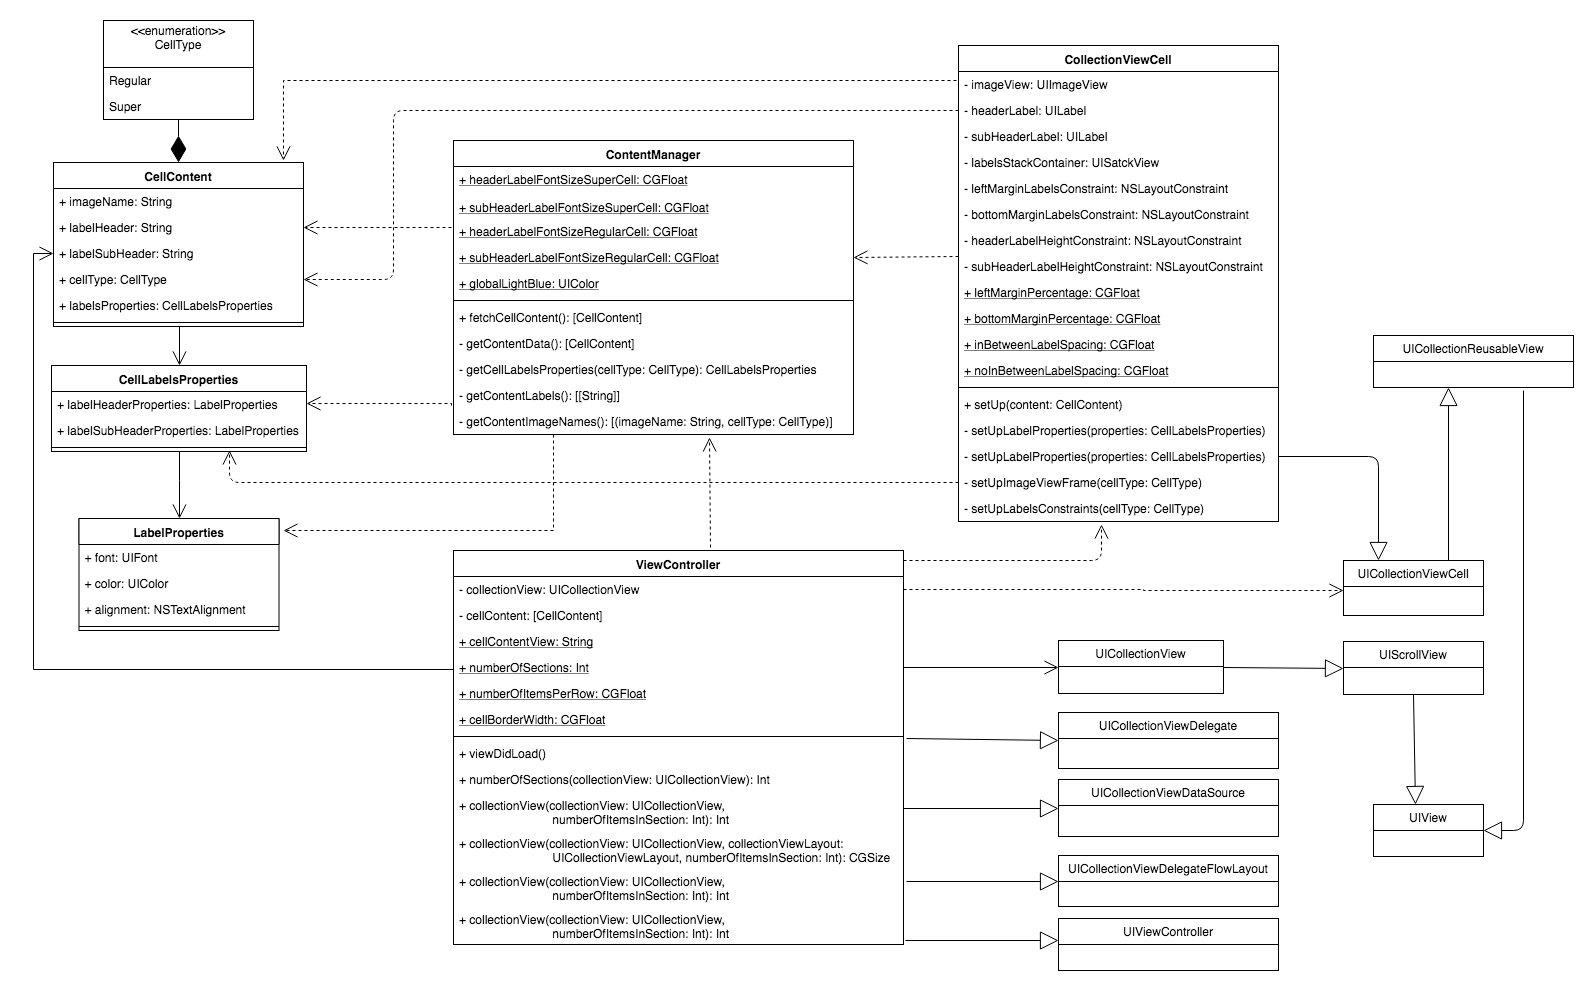 <<enumeration>>
CellType
Regular
Super
CellContent
+ imageName: String
+ labelHeader: String
+ labelSubHeader: String
+ cellType: CellType
+ labelsProperties: CellLabelsProperties
CellLabelsProperties
+ labelHeaderProperties: LabelProperties
+ labelSubHeaderProperties: LabelProperties
LabelProperties
+ font: UIFont
+ color: UIColor
+ alignment: NSTextAlignment
ContentManager
+ headerLabelFontSizeSuperCell: CGFloat
+ subHeaderLabelFontSizeSuperCell: CGFloat
+ headerLabelFontSizeRegularCell: CGFloat
+ subHeaderLabelFontSizeRegularCell: CGFloat
+ globalLightBlue: UIColor
+ fetchCellContent(): [CellContent]
- getContentData(): [CellContent]
- getCellLabelsProperties(cellType: CellType): CellLabelsProperties
- getContentLabels(): [[String]]
- getContentImageNames(): [(imageName: String, cellType: CellType)]
ViewController
- collectionView: UICollectionView
- cellContent: [CellContent]
+ cellContentView: String
+ numberOfSections: Int
+ numberOfItemsPerRow: CGFloat
+ cellBorderWidth: CGFloat
+ viewDidLoad()
+ numberOfSections(collectionView: UICollectionView): Int
+ collectionView(collectionView: UICollectionView,
numberOfItemsInSection: Int): Int
+ collectionView(collectionView: UICollectionView, collectionViewLayout:
UICollectionViewLayout, numberOfItemsInSection: Int): CGSize
+ collectionView(collectionView: UICollectionView,
numberOfItemsInSection: Int): Int
+ collectionView(collectionView: UICollectionView,
numberOfItemsInSection: Int): Int
CollectionViewCell
- imageView: UIImageView
- headerLabel: UILabel
- subHeaderLabel: UILabel
- labelsStackContainer: UISatckView
- leftMarginLabelsConstraint: NSLayoutConstraint
- bottomMarginLabelsConstraint: NSLayoutConstraint
- headerLabelHeightConstraint: NSLayoutConstraint
- subHeaderLabelHeightConstraint: NSLayoutConstraint
+ leftMarginPercentage: CGFloat
+ bottomMarginPercentage: CGFloat
+ inBetweenLabelSpacing: CGFloat
+ noInBetweenLabelSpacing: CGFloat
+ setUp(content: CellContent)
- setUpLabelProperties(properties: CellLabelsProperties)
- setUpLabelProperties(properties: CellLabelsProperties)
- setUpImageViewFrame(cellType: CellType)
- setUpLabelsConstraints(cellType: CellType)
UICollectionReusableView
UICollectionViewCell
UICollectionView
UIScrollView
UICollectionViewDelegate
UICollectionViewDataSource
UIView
UICollectionViewDelegateFlowLayout
UIViewController